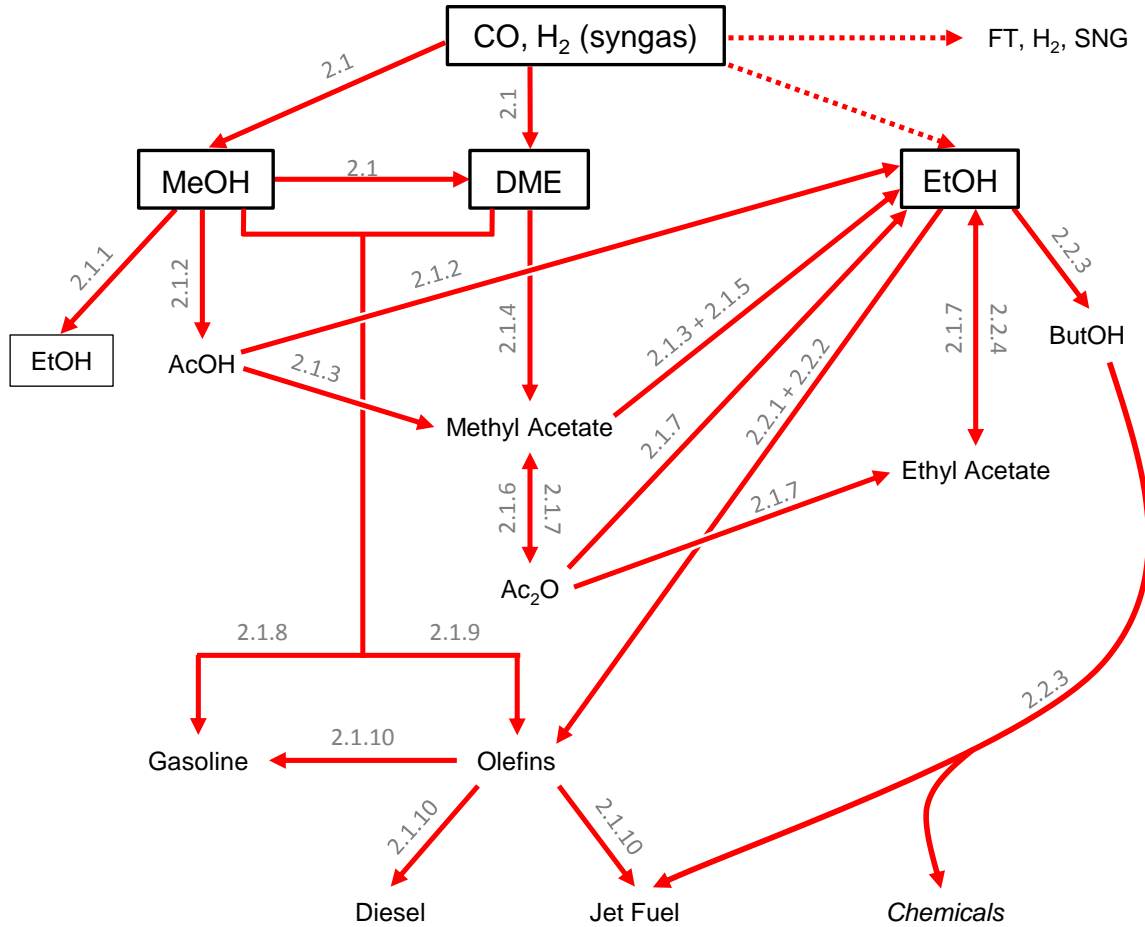 CO, H2 (syngas)
FT, H2, SNG
2.1
2.1
MeOH
2.1
DME
EtOH
2.1.1
2.1.2
2.1.2
2.1.4
2.1.3 + 2.1.5
2.1.7
2.2.4
2.2.3
EtOH
AcOH
2.1.3
ButOH
Methyl Acetate
2.1.7
2.2.1 + 2.2.2
Ethyl Acetate
2.1.6
2.1.7
2.1.7
Ac2O
2.1.8
2.1.9
2.2.3
Gasoline
2.1.10
Olefins
2.1.10
2.1.10
Diesel
Jet Fuel
Chemicals